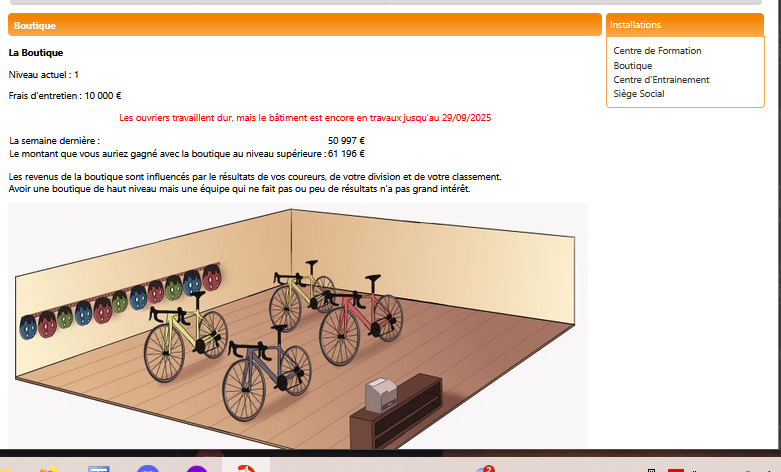 Boutique
Installations
La Boutique
Niveau actuel : 1
Frais d'entretien : 10 000 €
Les ouvriers travaillent dur, mais le bâtiment est encore en travaux jusqu'au 29/09/2025
La semaine dernière : 50 997 €
Le montant que vous auriez gagné avec la boutique au niveau supérieure : 61 196 €
Les revenus de la boutique sont influencés par le résultats de vos coureurs, de votre division et de votre classement.
Avoir une boutique de haut niveau mais une équipe qui ne fait pas ou peu de résultats n'a pas grand intérêt.
Centre de Formation
Boutique
Centre d'Entrainement
Siège Social
2